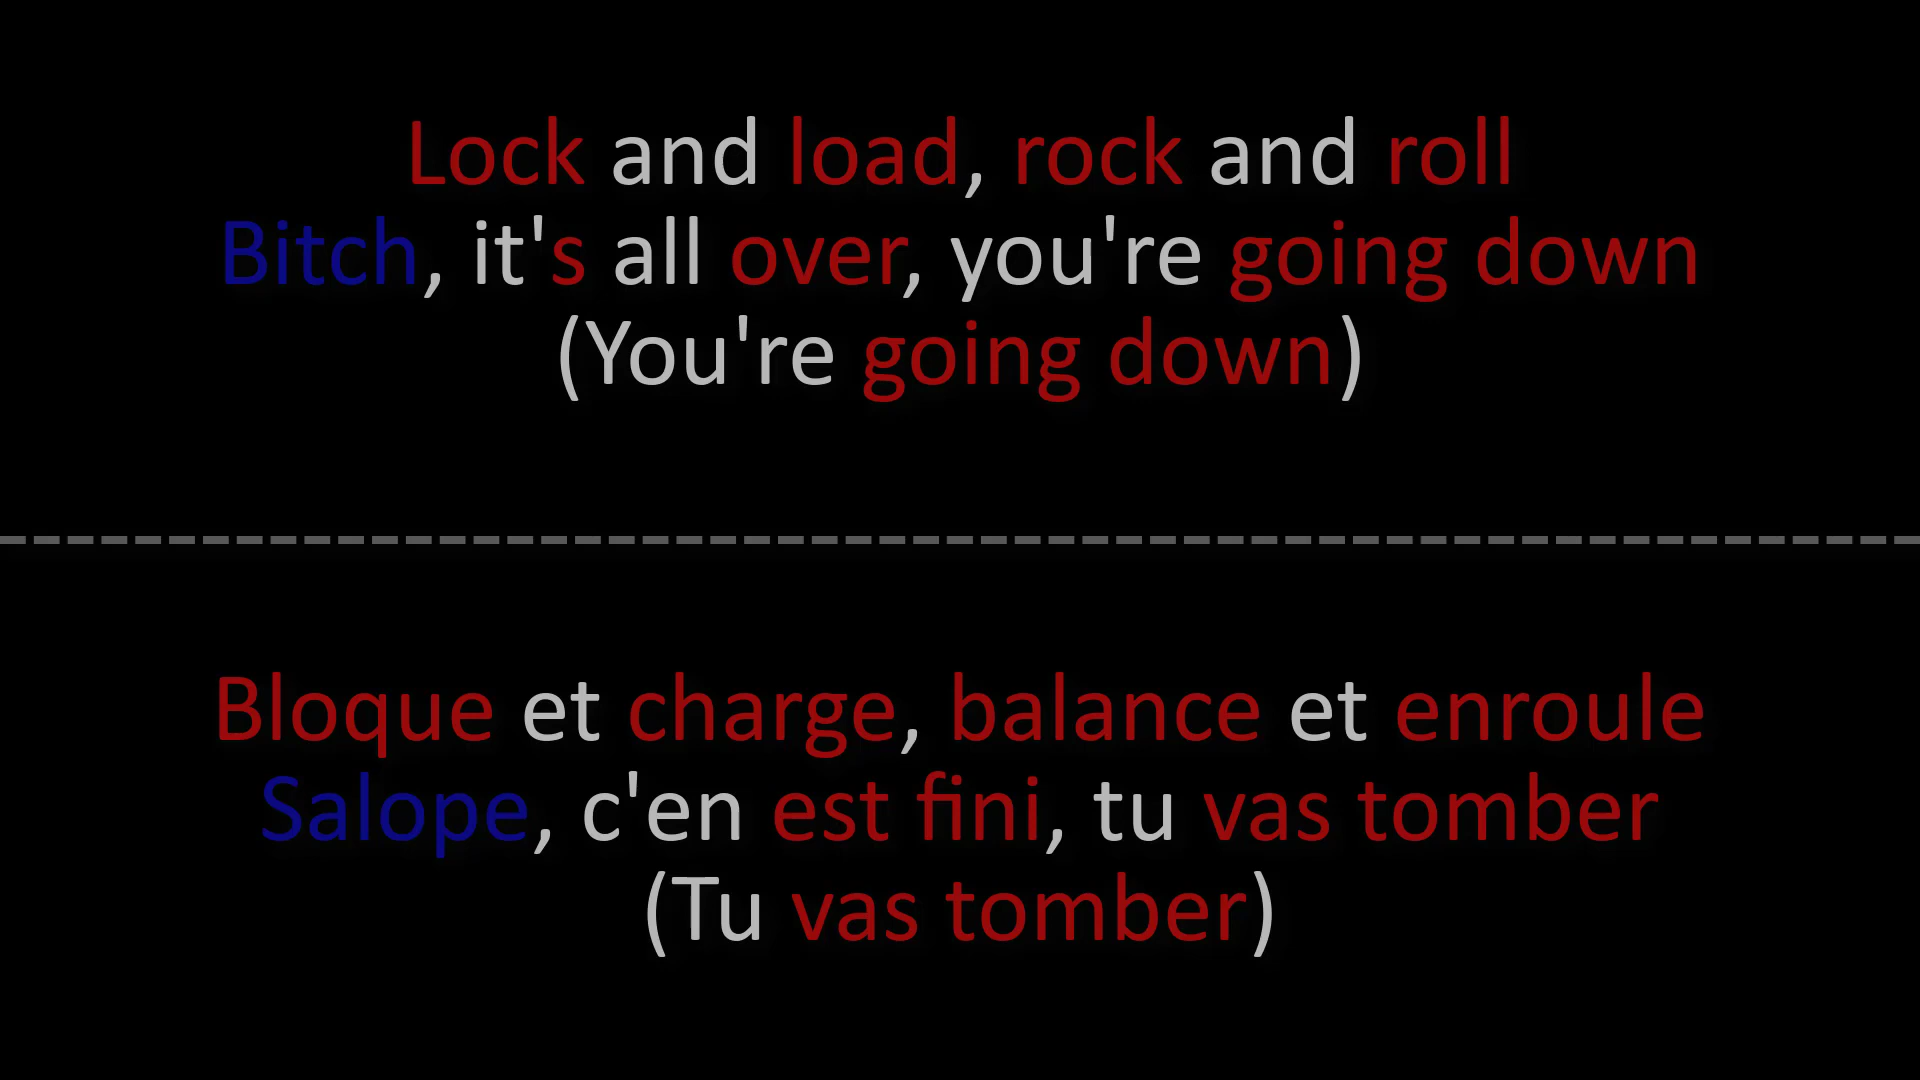 Lock and load, rock and roll
Bitch, it's all over, you're going down
(You're going down)
Bloque et charge, balance et enroule
Salope, c'en est fini, tu vas tomber
(Tu vas tomber)